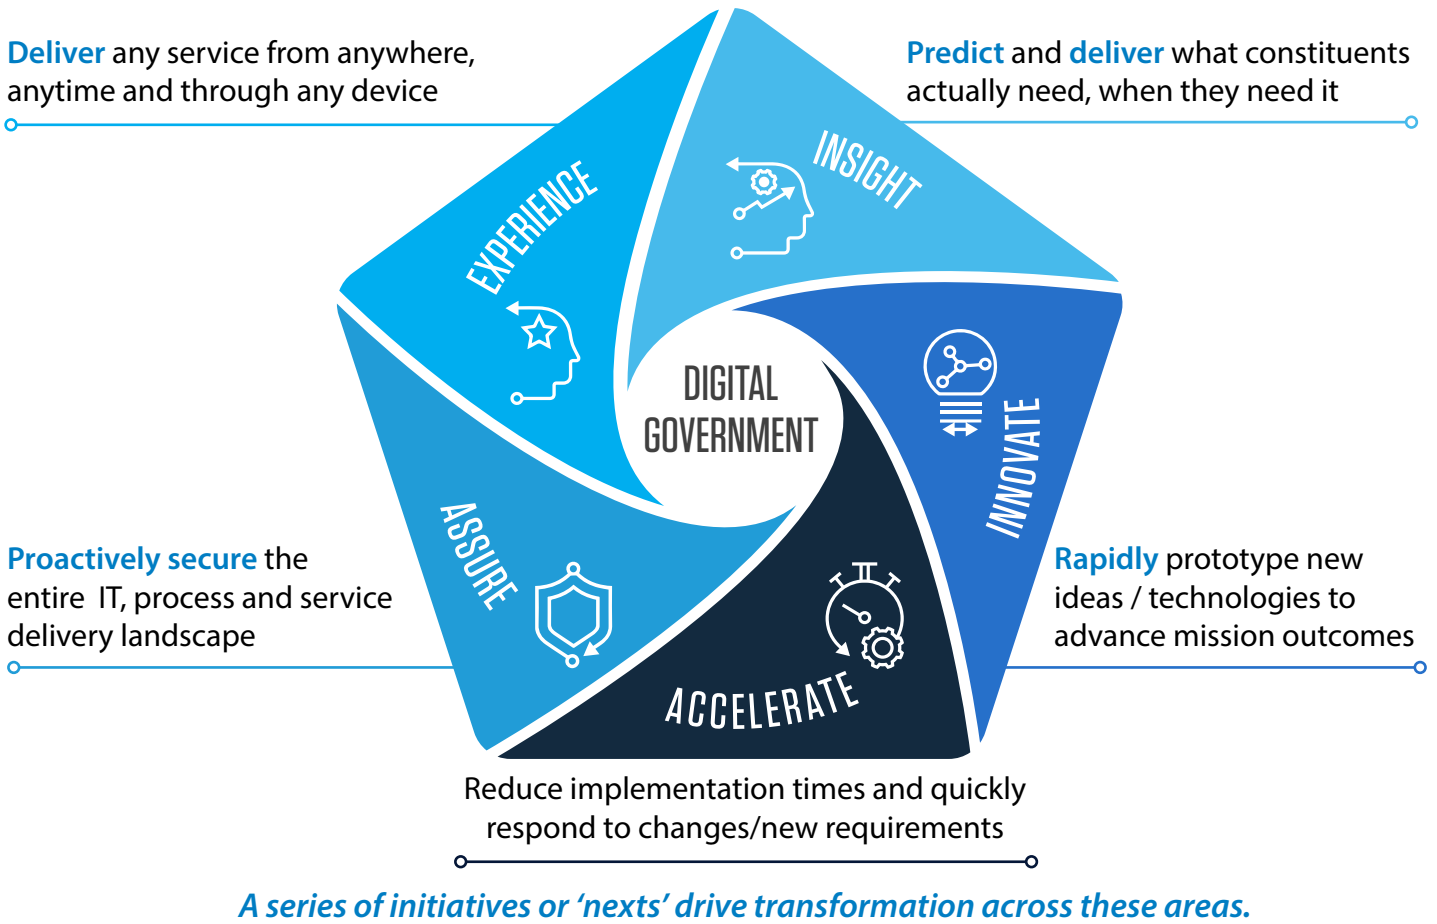 Deliver any service from anywhere,
anytime and through any device
Predict and deliver what constituents
actually need, when they need it
EXPERIENCE
INSIGHT
DIGITAL
GOVERNMENT
INNOVATE
ASSURE
ACCELERATE
Proactively secure the
entire IT, process and service
delivery landscape
Rapidly prototype new
ideas / technologies to
advance mission outcomes
Reduce implementation times and quickly
respond to changes/new requirements
A series of initiatives or ‘nexts’ drive transformation across these areas.